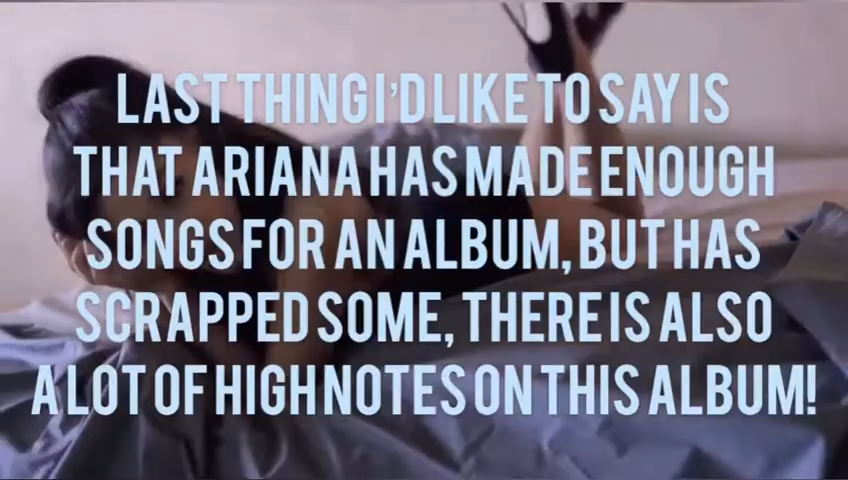 LAST THING I'D LIKE TO SAY IS
THAT ARIANA HAS MADE ENOUGH
SONGS FOR AN ALBUM, BUT HAS
SCRAPPED SOME, THERE IS ALSO
A LOT OF HIGH NOTES ON THIS ALBUM!